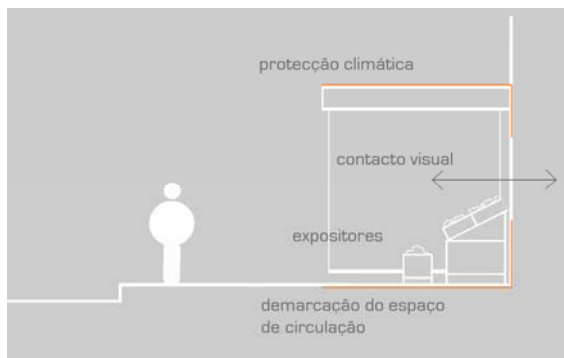 protecção climática
contacto visual
expositores
demarcação do espaço
de circulação